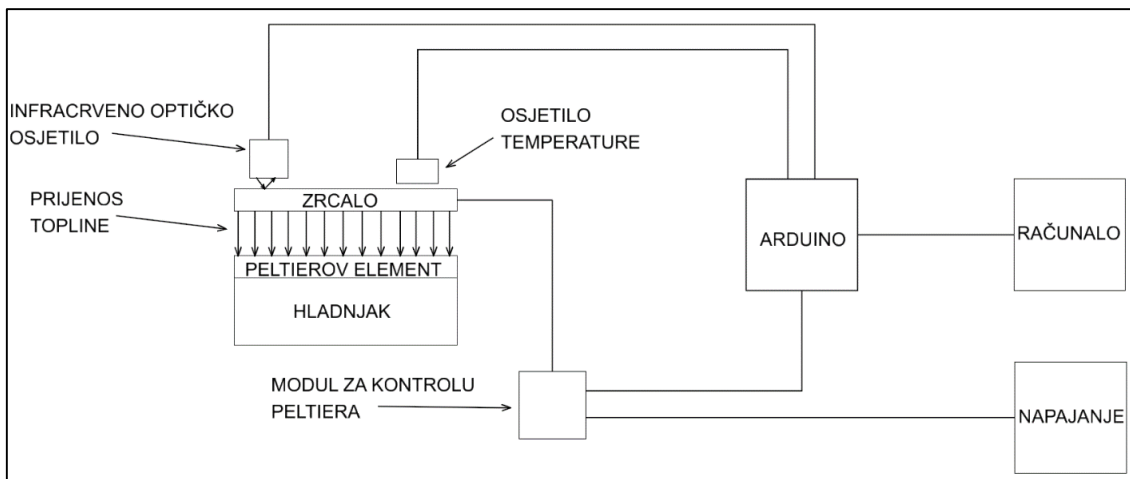 INFRACRVENO OPTIČKO
OSJETILO
OSJETILO
TEMPERATURE
PRIJENOS
TOPLINE
ZRCALO
PELTIEROV ELEMENT
HLADNJAK
ARDUINO
RAČUNALO
MODUL ZA KONTROLU
PELTIERA
NAPAJANJE